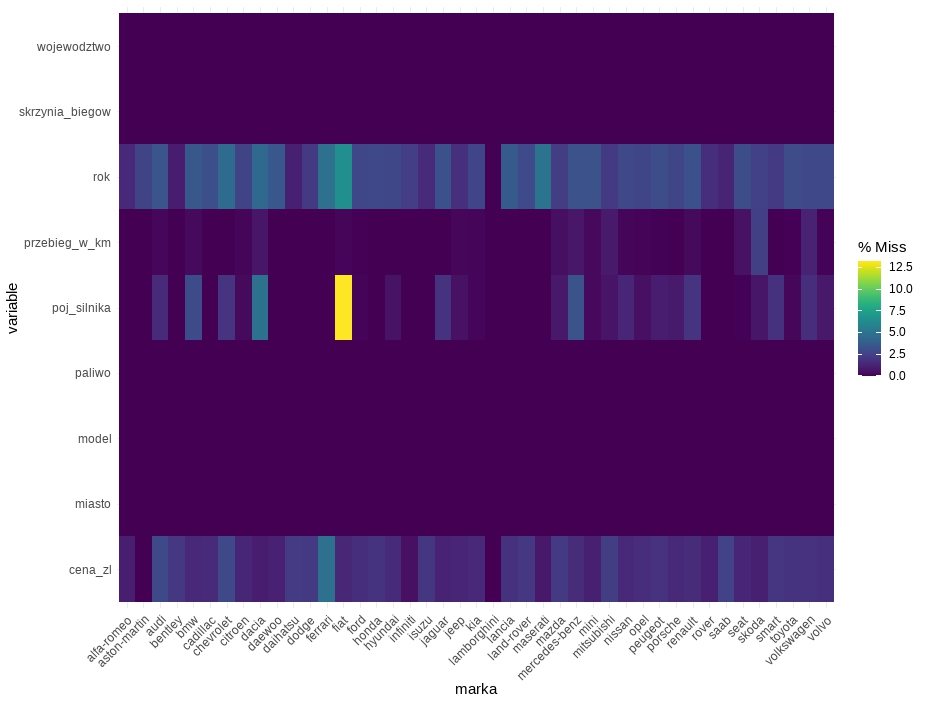 wojewodztwo
skrzynia_biegow
rok
przebieg_w_km
poj_silnika
paliwo
model
miasto
cena_zl
variable
alfa-romeo
aston-martin
audi
bentley
bmw
cadillac
chevrolet
citroen
dacia
daewoo
daihatsu
dodge
ferrari
fiat
ford
honda
hyundai
infiniti
isuzu
jaguar
jeep
kia
lamborghini
lancia
land-rover
maserati
mazda
mercedes-benz
mini
mitsubishi
nissan
opel
peugeot
porsche
renault
rover
saab
seat
skoda
smart
toyota
volkswagen
volvo
marka
% Miss
12.5
10.0
7.5
5.0
2.5
0.0